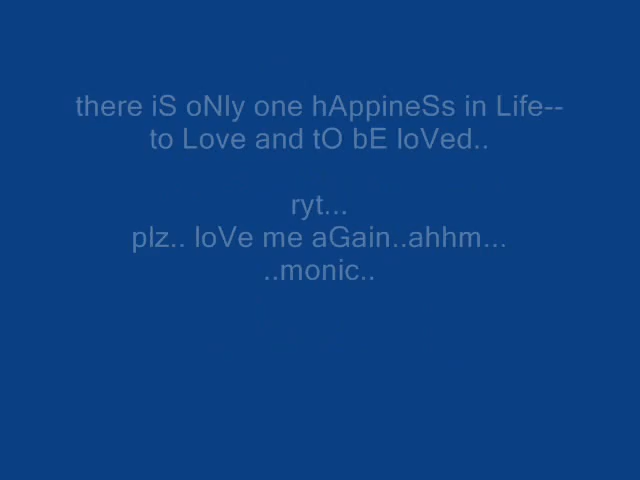 there iS oNly one hAppineSs in Life--
to Love and tO bE loVed..
ryt...
plz.. loVe me aGain..ahhm...
..monic..